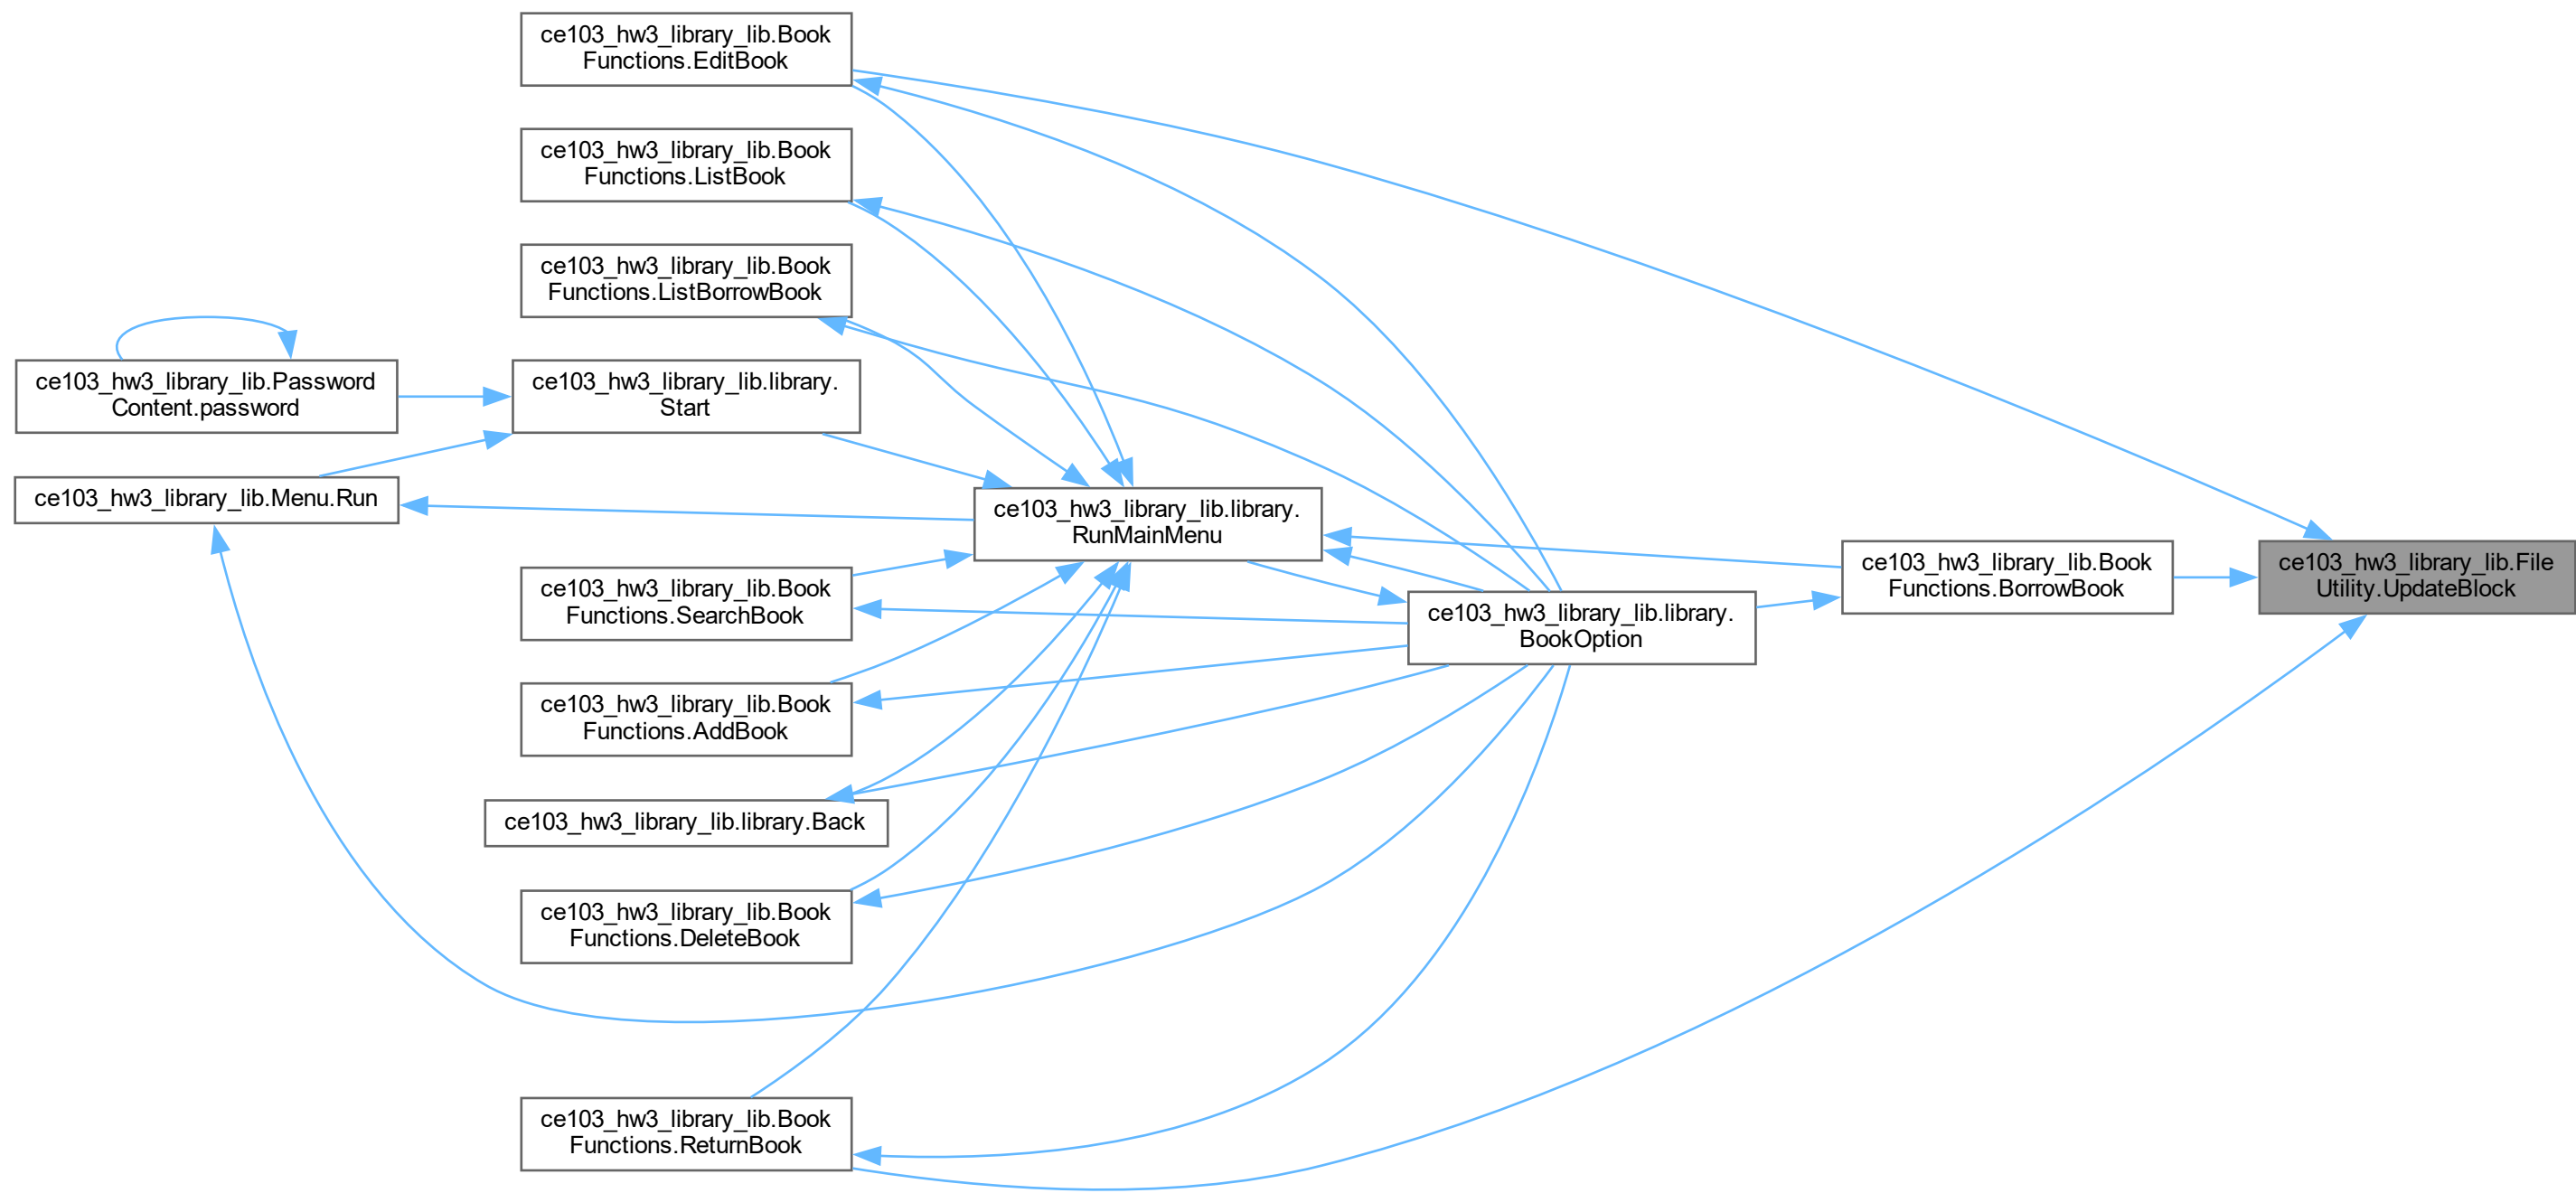 ce103_hw3_library_lib.Book
Functions.EditBook
ce103_hw3_library_lib.Book
Functions.ListBook
ce103_hw3_library_lib.Book
Functions.ListBorrowBook
ce103_hw3_library_lib.Password
Content.password
ce103_hw3_library_lib.library.
Start
ce103_hw3_library_lib.Menu.Run
ce103_hw3_library_lib.library.
RunMainMenu
ce103_hw3_library_lib.Book
Functions.SearchBook
ce103_hw3_library_lib.library.
BookOption
ce103_hw3_library_lib.Book
Functions.BorrowBook
ce103_hw3_library_lib.File
Utility.UpdateBlock
ce103_hw3_library_lib.Book
Functions.AddBook
ce103_hw3_library_lib.library.Back
ce103_hw3_library_lib.Book
Functions.DeleteBook
ce103_hw3_library_lib.Book
Functions.ReturnBook